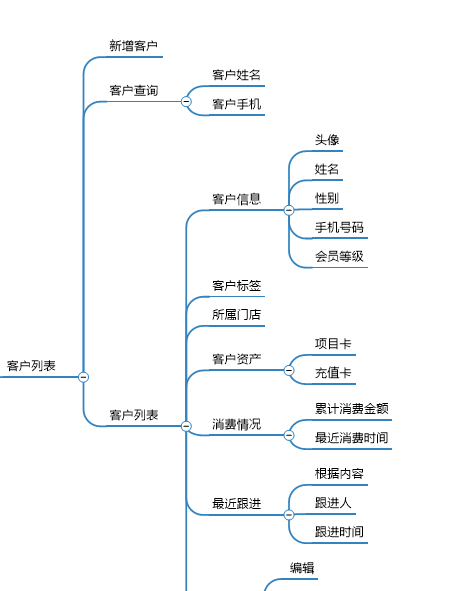 新增客户
客户查询
客户姓名
客户手机
头像
姓名
客户信息
性别
手机号码
会员等级
客户标签
所属门店
客户资产
项目卡
充值卡
客户列表
客户列表
消费情况
累计消费金额
最近消费时间
最近跟进
根据内容
跟进人
跟进时间
编辑